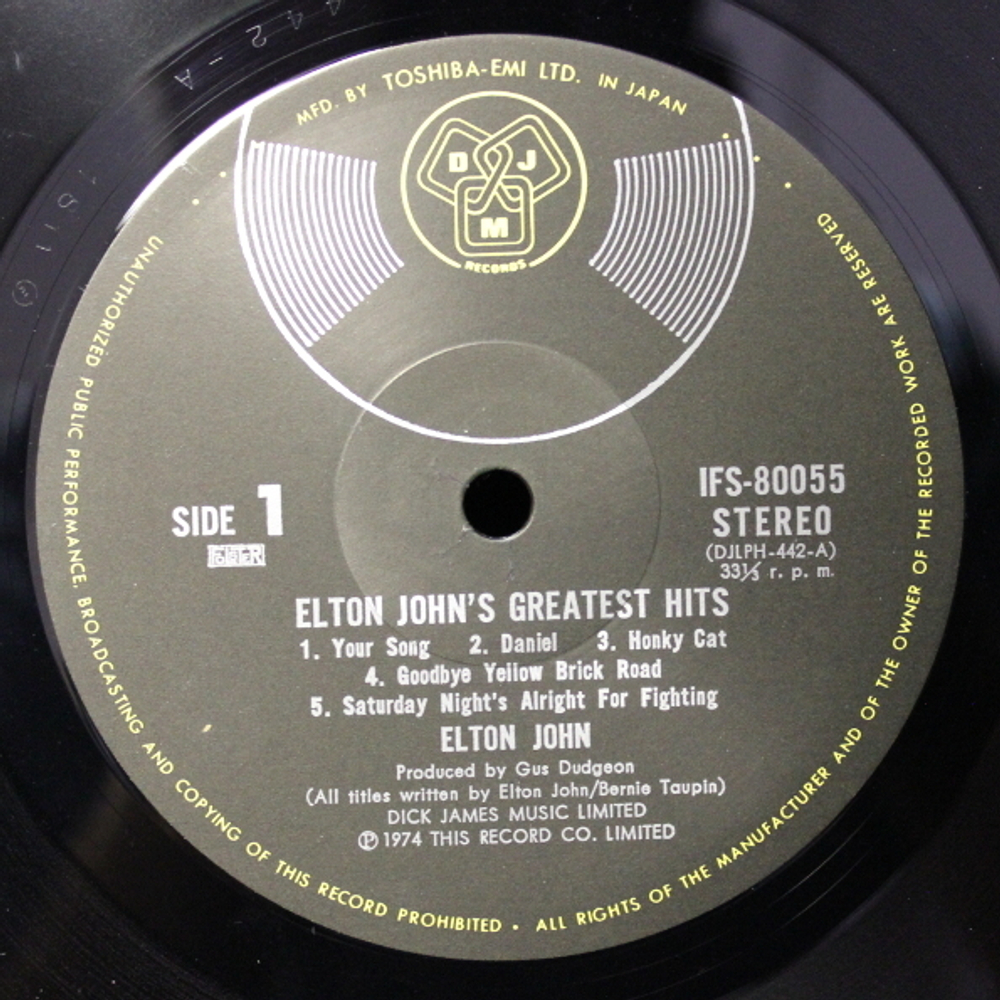 MFD. BY TOSHIBA-EMI LTD. IN JAPAN
D J
M
RECORDS
SIDE 1
IFS-80055
STEREO
(DJLPH-442-A)
33⅓ r. p. m.
ELTON JOHN'S GREATEST HITS
1. Your Song 2. Daniel 3. Honky Cat
4. Goodbye Yellow Brick Road
5. Saturday Night's Alright For Fighting
ELTON JOHN
Produced by Gus Dudgeon
(All titles written by Elton John/Bernie Taupin)
DICK JAMES MUSIC LIMITED
Ⓟ 1974 THIS RECORD CO. LIMITED
UNAUTHORIZED PUBLIC PERFORMANCE, BROADCASTING AND COPYING OF THIS RECORD PROHIBITED • ALL RIGHTS OF THE MANUFACTURER AND OF THE OWNER OF THE RECORDED WORK ARE RESERVED